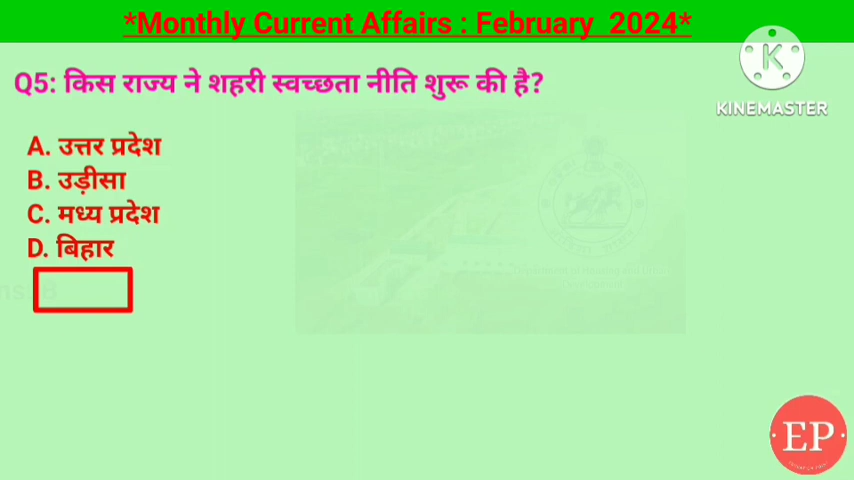 *Monthly Current Affairs : February 2024*
KINEMASTER
Q5: किस राज्य ने शहरी स्वच्छता नीति शुरू की है?
A. उत्तर प्रदेश
B. उड़ीसा
C. मध्य प्रदेश
D. बिहार
EP